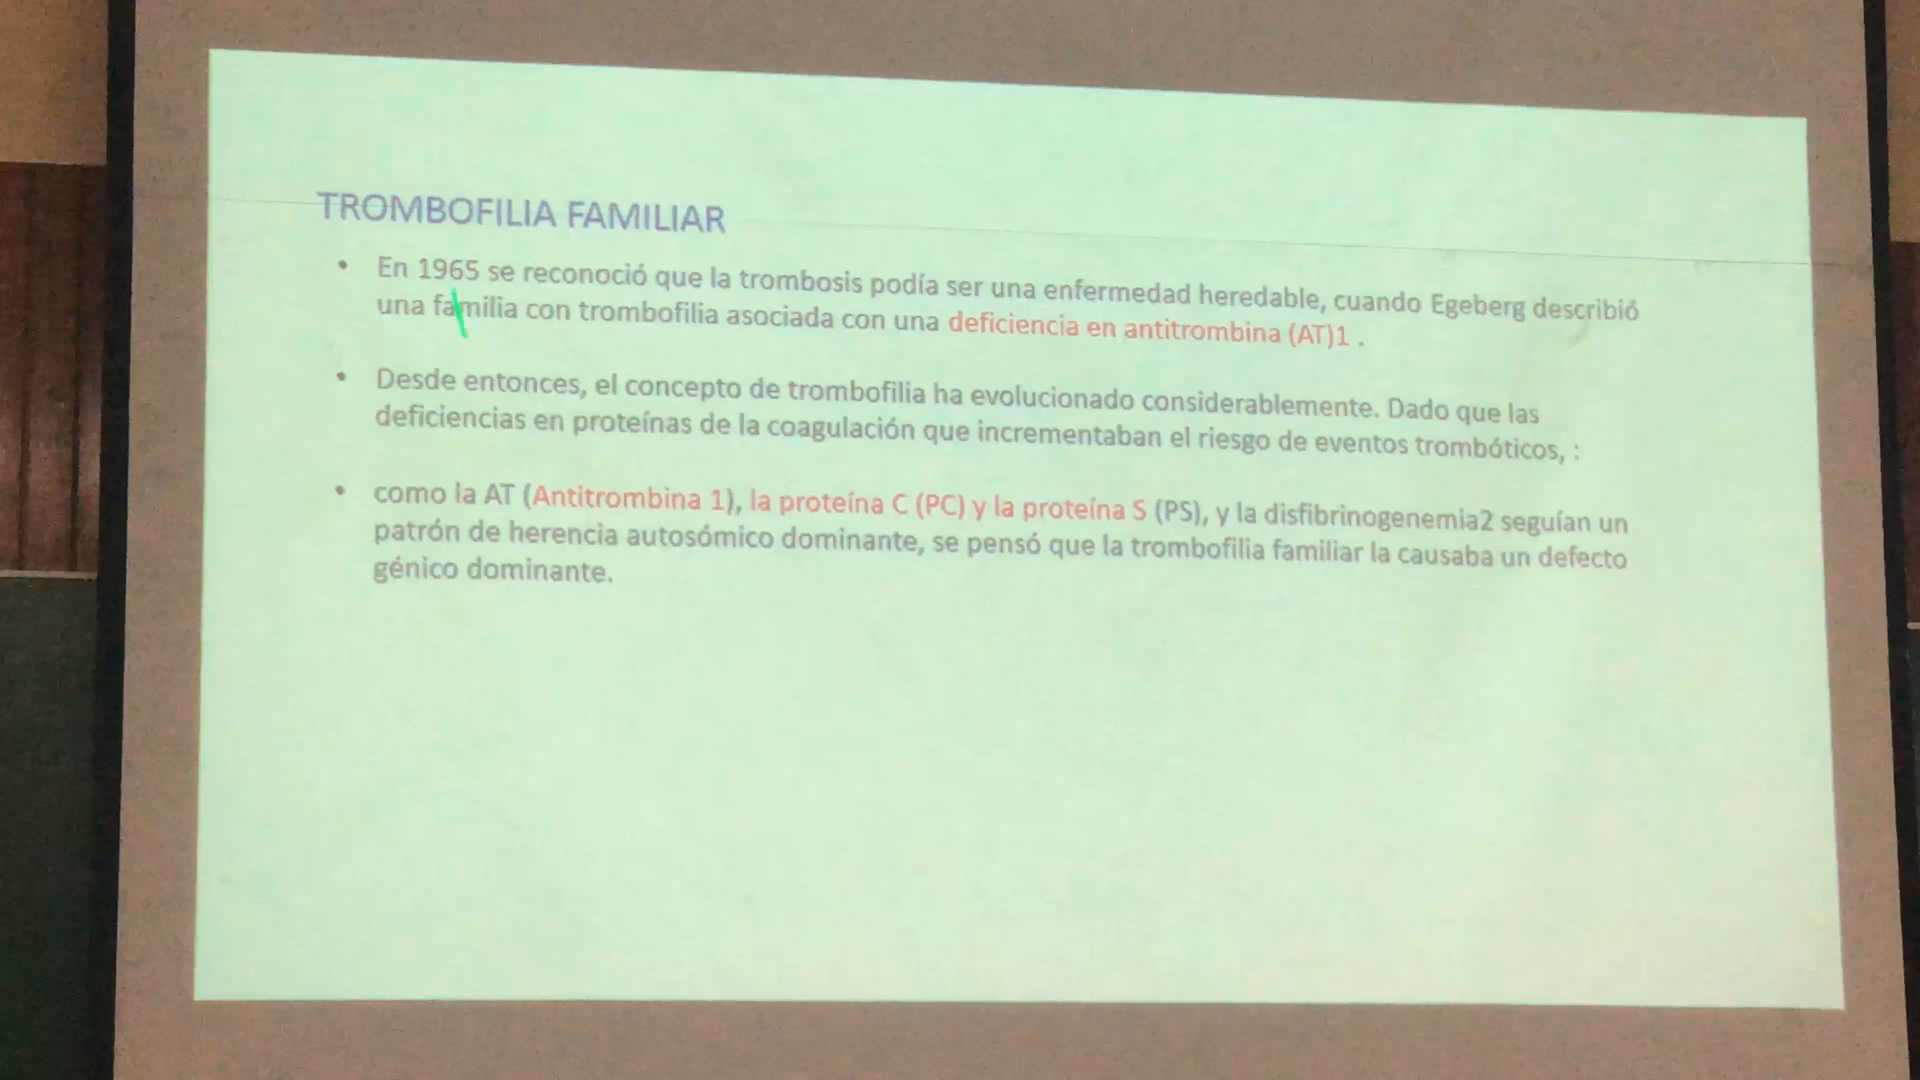 TROMBOFILIA FAMILIAR
• En 1965 se reconoció que la trombosis podía ser una enfermedad heredable, cuando Egeberg describió
una familia con trombofilia asociada con una deficiencia en antitrombina (AT)1 .
• Desde entonces, el concepto de trombofilia ha evolucionado considerablemente. Dado que las
deficiencias en proteínas de la coagulación que incrementaban el riesgo de eventos trombóticos, :
• como la AT (Antitrombina 1), la proteína C (PC) y la proteína S (PS), y la disfibrinogenemia2 seguían un
patrón de herencia autosómico dominante, se pensó que la trombofilia familiar la causaba un defecto
génico dominante.